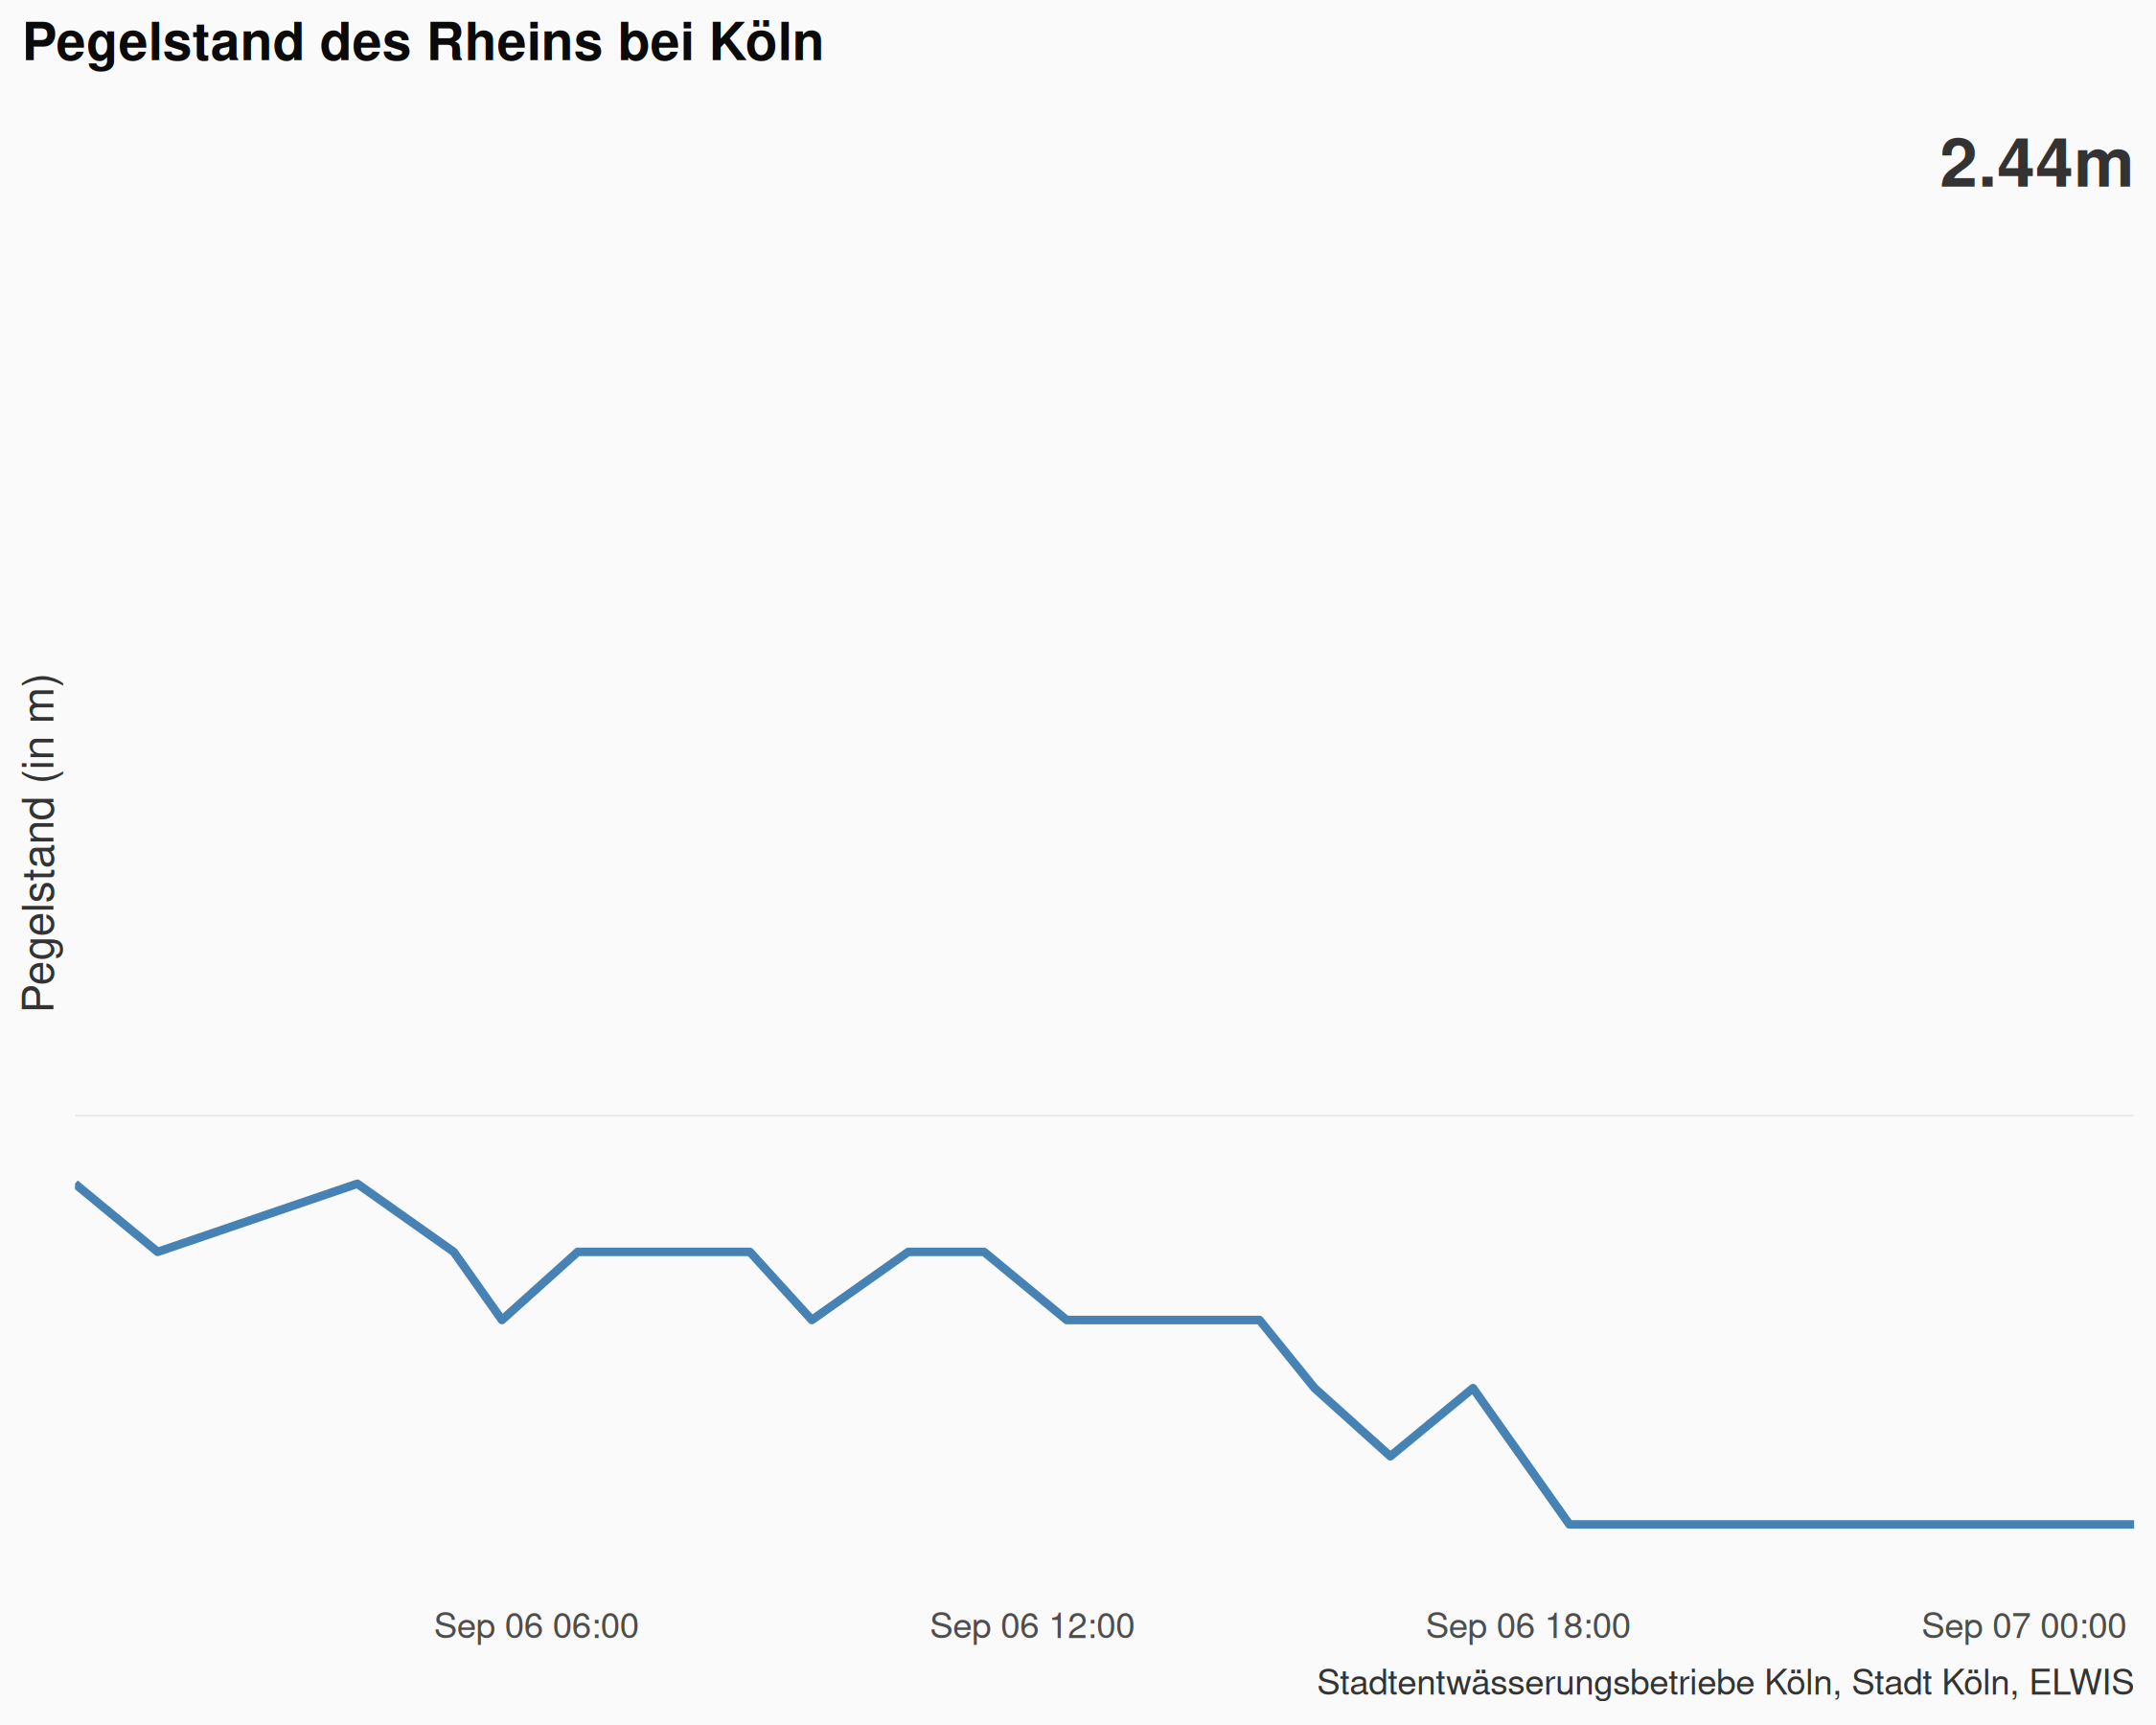 Pegelstand des Rheins bei Köln
2.44m
Pegelstand (in m)
Sep 06 06:00 Sep 06 12:00 Sep 06 18:00 Sep 07 00:00
Stadtentwässerungsbetriebe Köln, Stadt Köln, ELWIS